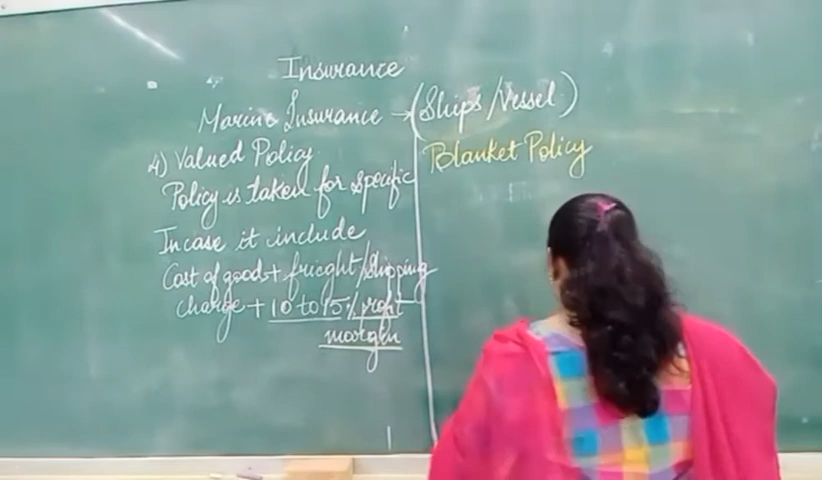 Insurance
Marine Insurance → (Ships/Vessel)
4) Valued Policy
Policy is taken for specific
Incase it include
Cost of goods + frieght/shipping
charge + 10 to 15% profit
margin
Blanket Policy